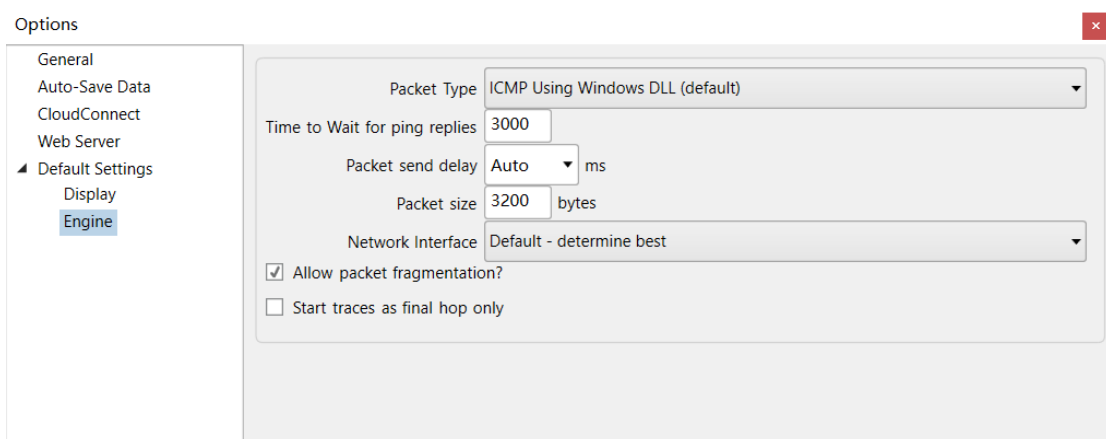 Options
General
Auto-Save Data
CloudConnect
Web Server
Default Settings
Display
Engine
Packet Type ICMP Using Windows DLL (default)
Time to Wait for ping replies 3000
Packet send delay Auto ms
Packet size 3200 bytes
Network Interface Default - determine best
Allow packet fragmentation?
Start traces as final hop only